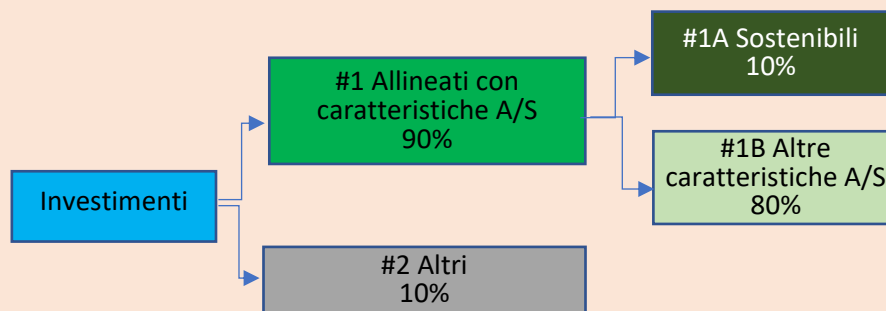 #1A Sostenibili
10%
#1 Allineati con
caratteristiche A/S
90%
#1B Altre
caratteristiche A/S
80%
Investimenti
#2 Altri
10%